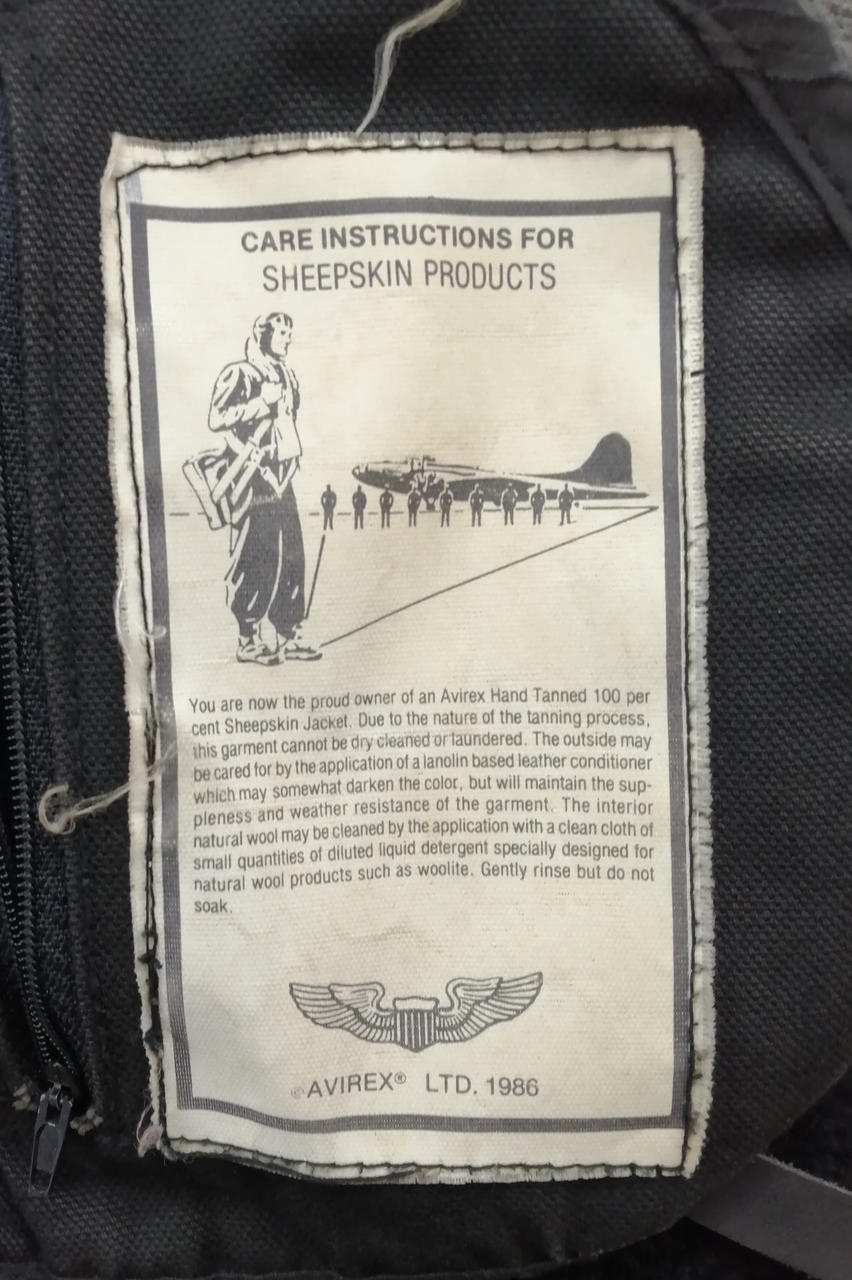 CARE INSTRUCTIONS FOR
SHEEPSKIN PRODUCTS
You are now the proud owner of an Avirex Hand Tanned 100 per
cent Sheepskin Jacket. Due to the nature of the tanning process,
this garment cannot be dry cleaned or laundered. The outside may
be cared for by the application of a lanolin based leather conditioner
which may somewhat darken the color, but will maintain the sup-
pleness and weather resistance of the garment. The interior
natural wool may be cleaned by the application with a clean cloth of
small quantities of diluted liquid detergent specially designed for
natural wool products such as woolite. Gently rinse but do not
soak.
©AVIREX® LTD. 1986